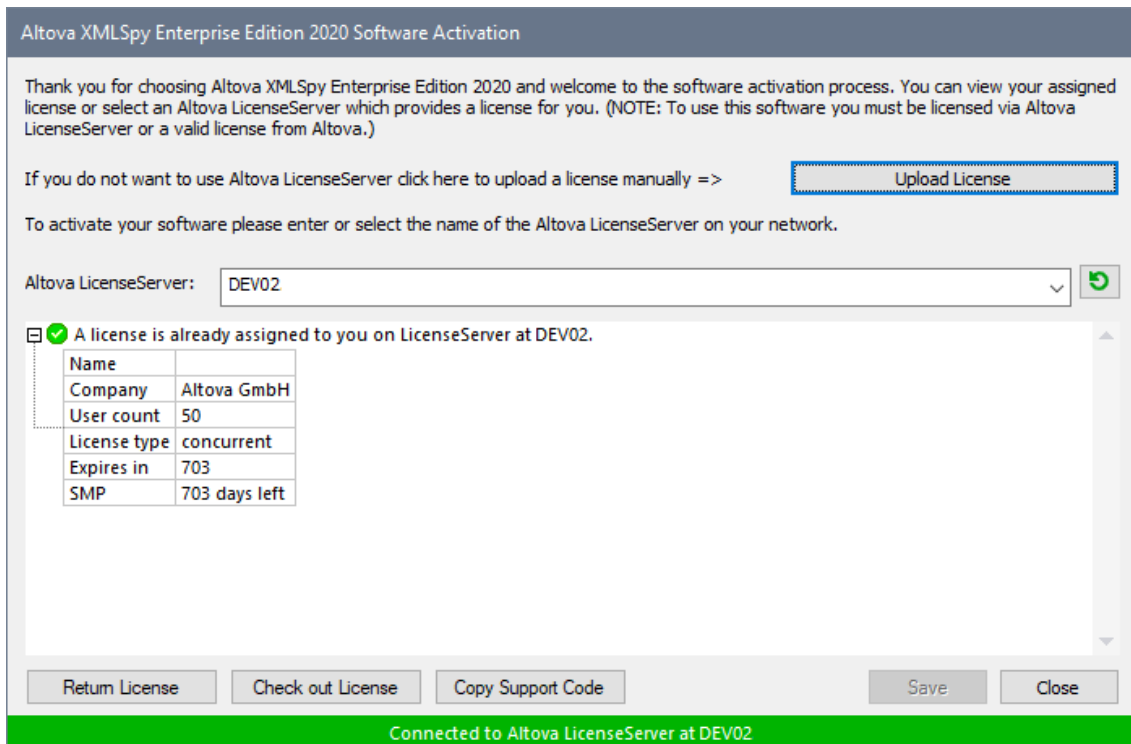 Altova XMLSpy Enterprise Edition 2020 Software Activation
Thank you for choosing Altova XMLSpy Enterprise Edition 2020 and welcome to the software activation process. You can view your assigned
license or select an Altova LicenseServer which provides a license for you. (NOTE: To use this software you must be licensed via Altova
LicenseServer or a valid license from Altova.)
If you do not want to use Altova LicenseServer click here to upload a license manually => Upload License
To activate your software please enter or select the name of the Altova LicenseServer on your network.
Altova LicenseServer: DEV02
A license is already assigned to you on LicenseServer at DEV02.
Name
Company Altova GmbH
User count 50
License type concurrent
Expires in 703
SMP 703 days left
Return License Check out License Copy Support Code Save Close
Connected to Altova LicenseServer at DEV02